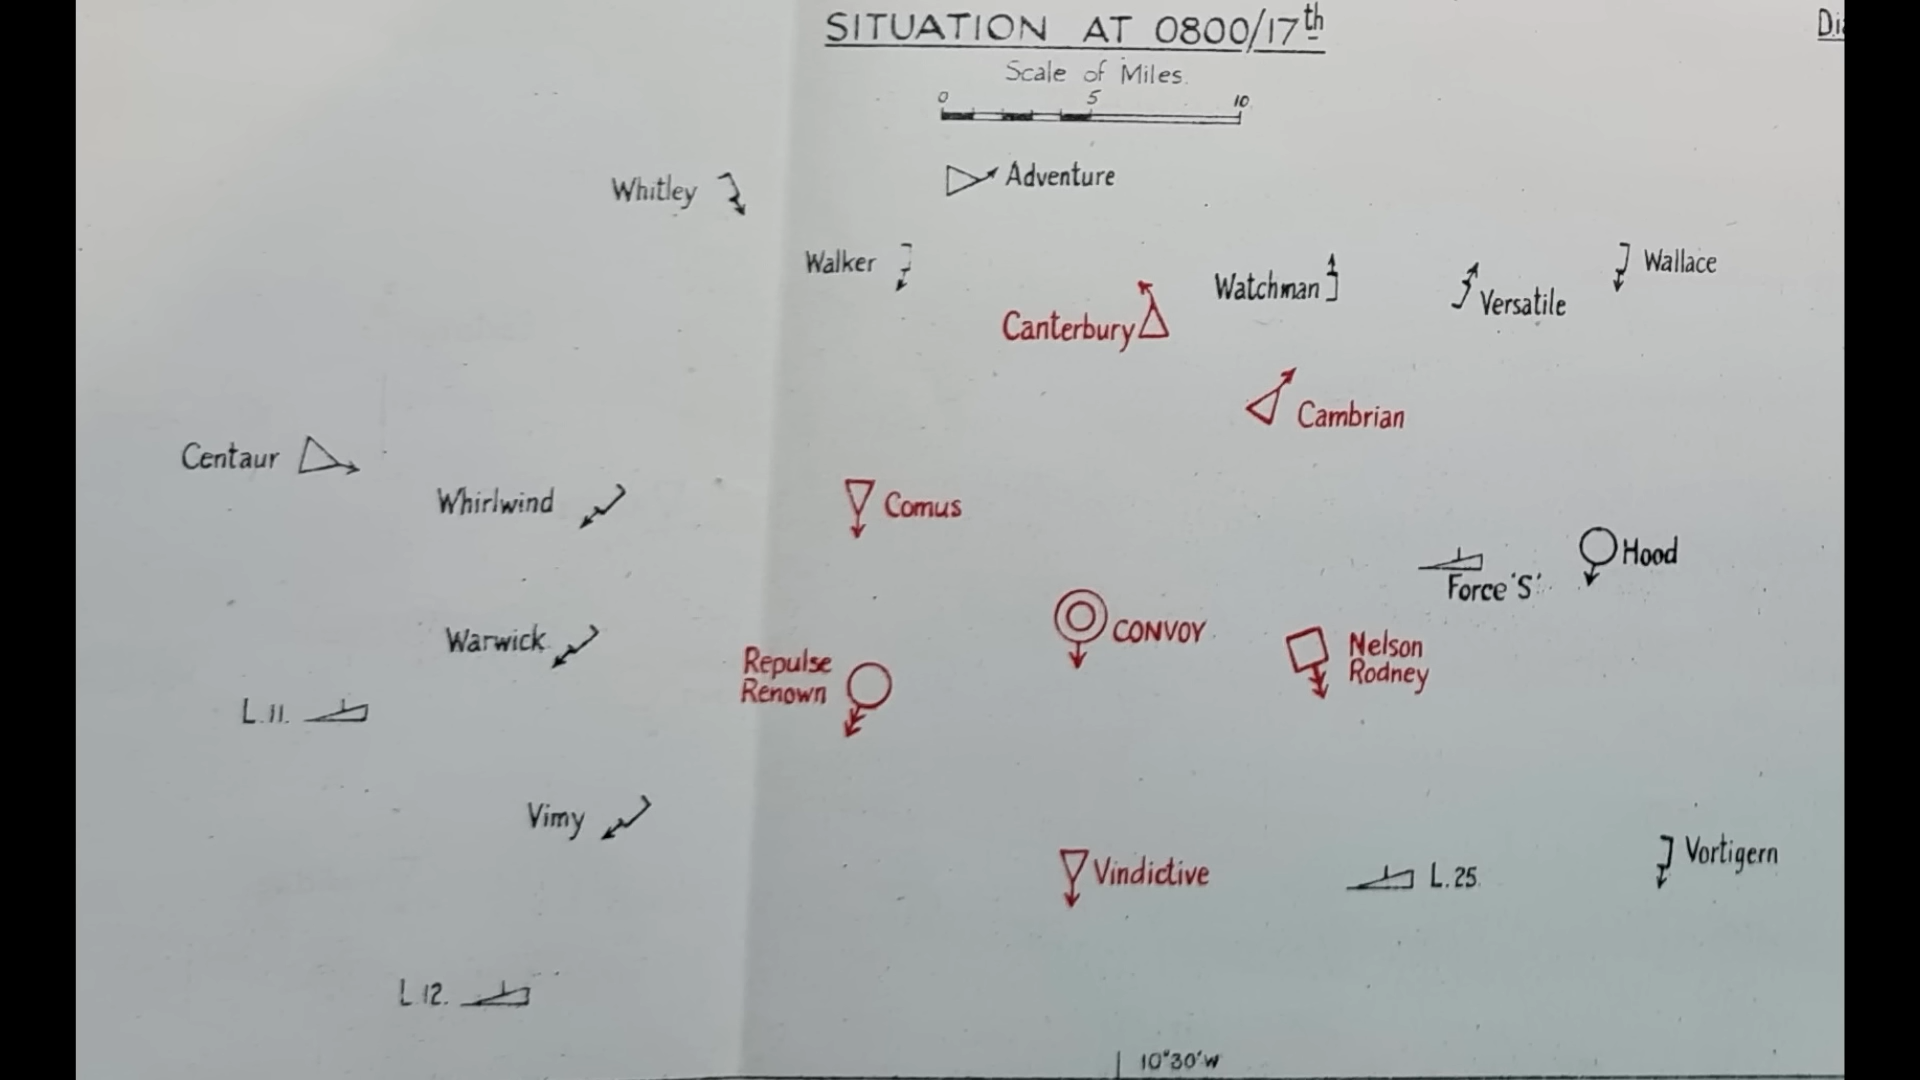 SITUATION AT 0800/17th
Scale of Miles.
0 5 10
Adventure
Whitley
Walker
Watchman
Versatile
Wallace
Canterbury
Cambrian
Centaur
Whirlwind
Comus
Force 'S'
Hood
CONVOY
Warwick
Repulse
Renown
Nelson
Rodney
L.11.
Vimy
Vindictive
L.25.
Vortigern
L.12.
10°30'W